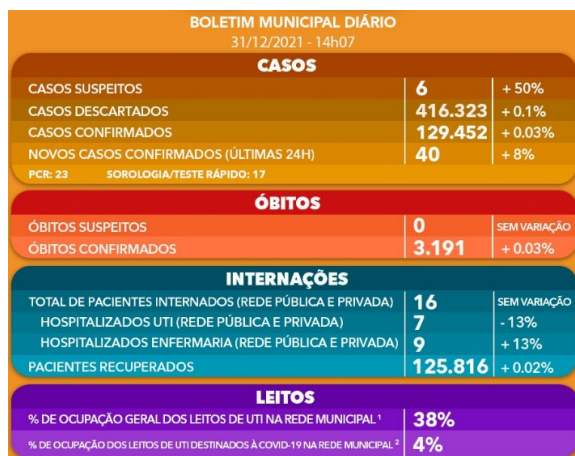 BOLETIM MUNICIPAL DIÁRIO
31/12/2021 - 14h07
CASOS
CASOS SUSPEITOS 6 + 50%
CASOS DESCARTADOS 416.323 + 0.1%
CASOS CONFIRMADOS 129.452 + 0.03%
NOVOS CASOS CONFIRMADOS (ÚLTIMAS 24H) 40 + 8%
PCR: 23 SOROLOGIA/TESTE RÁPIDO: 17
ÓBITOS
ÓBITOS SUSPEITOS 0 SEM VARIAÇÃO
ÓBITOS CONFIRMADOS 3.191 + 0.03%
INTERNAÇÕES
TOTAL DE PACIENTES INTERNADOS (REDE PÚBLICA E PRIVADA) 16 SEM VARIAÇÃO
HOSPITALIZADOS UTI (REDE PÚBLICA E PRIVADA) 7 - 13%
HOSPITALIZADOS ENFERMARIA (REDE PÚBLICA E PRIVADA) 9 + 13%
PACIENTES RECUPERADOS 125.816 + 0.02%
LEITOS
% DE OCUPAÇÃO GERAL DOS LEITOS DE UTI NA REDE MUNICIPAL ¹ 38%
% DE OCUPAÇÃO DOS LEITOS DE UTI DESTINADOS À COVID-19 NA REDE MUNICIPAL ² 4%